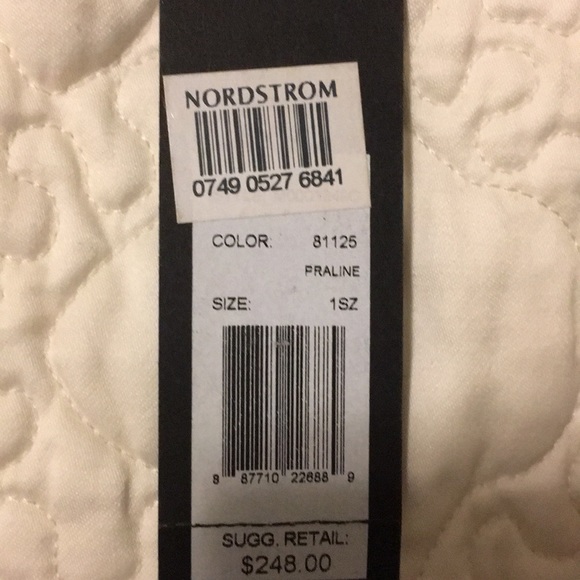 NORDSTROM
0749 0527 6841
COLOR: 81125
PRALINE
SIZE: 1SZ
8 87710 22688 9
SUGG. RETAIL:
$248.00